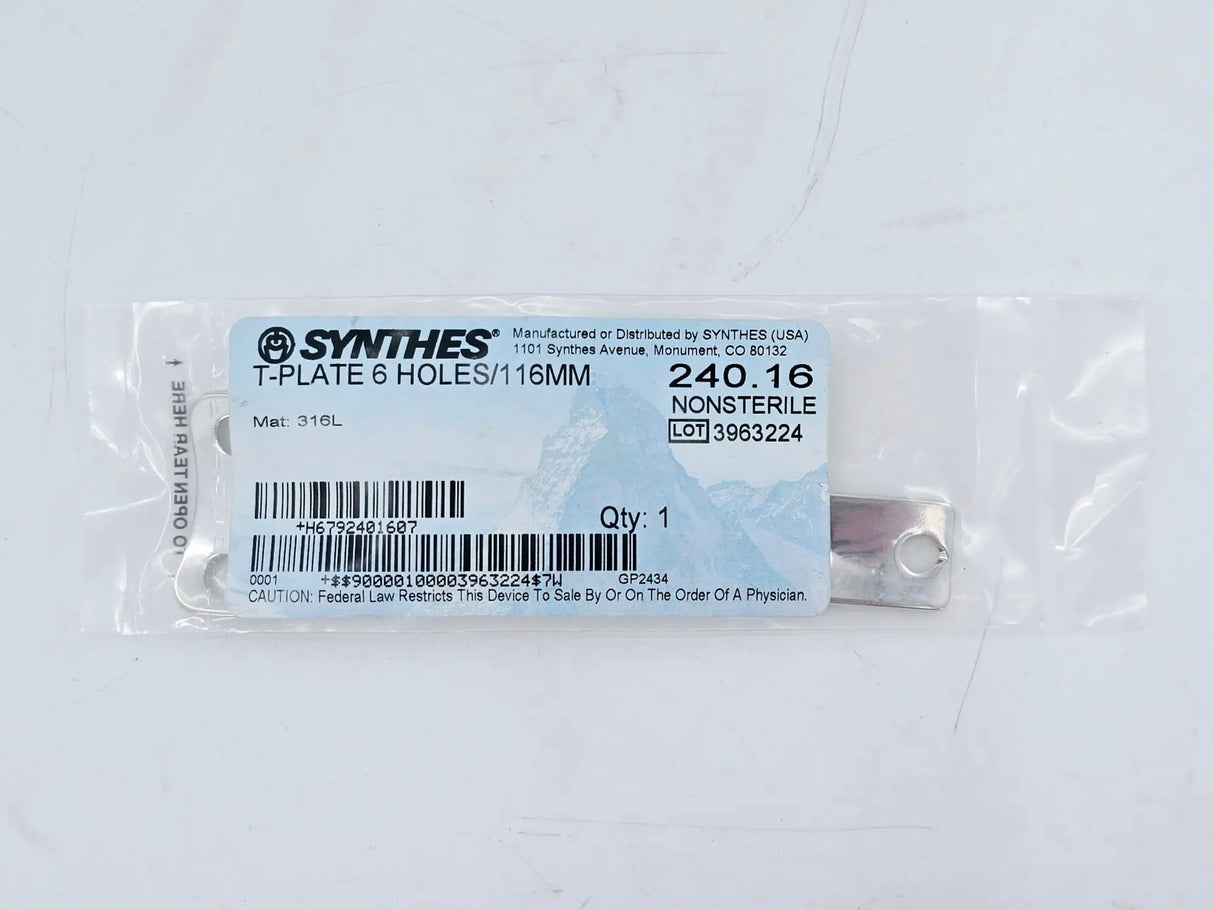 SYNTHES®
Manufactured or Distributed by SYNTHES (USA)
1101 Synthes Avenue, Monument, CO 80132
T-PLATE 6 HOLES/116MM
240.16
NONSTERILE
Mat: 316L
LOT 3963224
+H6792401607
Qty: 1
0001 +$$90000010003963224$7W GP2434
CAUTION: Federal Law Restricts This Device To Sale By Or On The Order Of A Physician.
TO OPEN TEAR HERE